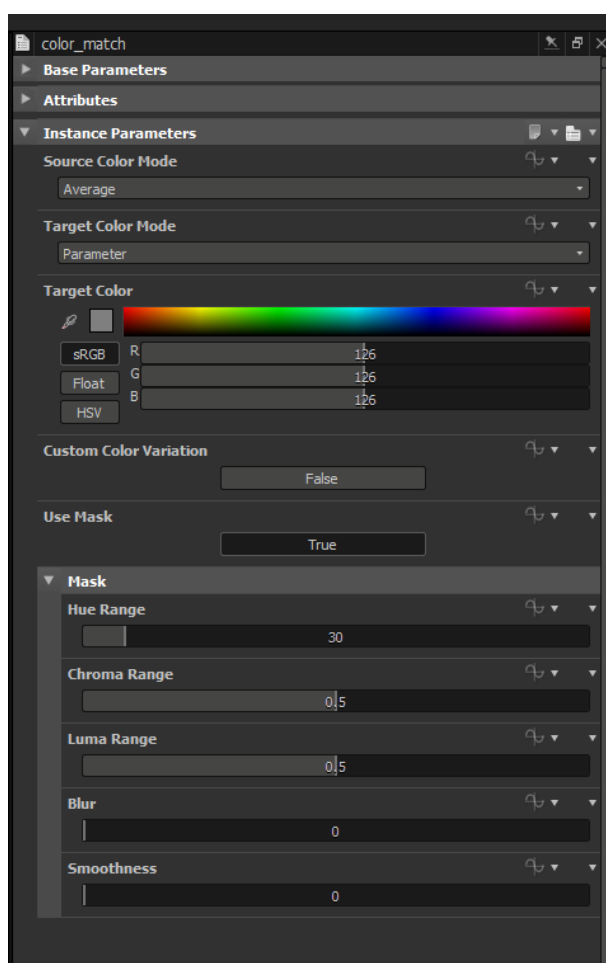 color_match
Base Parameters
Attributes
Instance Parameters
Source Color Mode
Average
Target Color Mode
Parameter
Target Color
sRGB R 126
Float G 126
HSV B 126
Custom Color Variation
False
Use Mask
True
Mask
Hue Range
30
Chroma Range
0.5
Luma Range
0.5
Blur
0
Smoothness
0